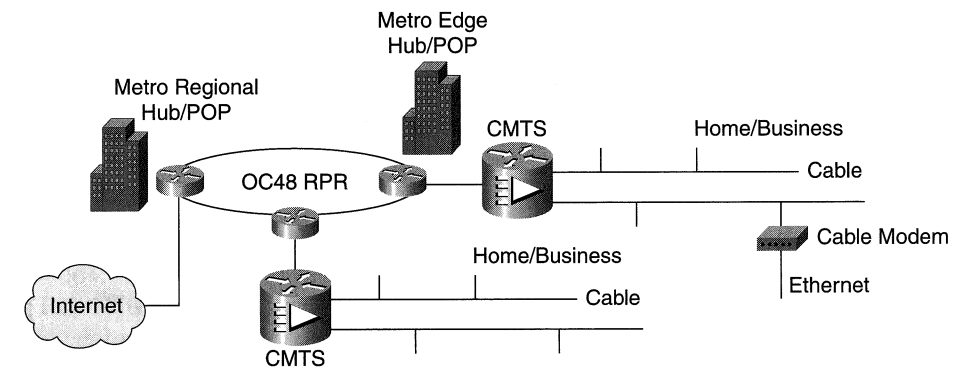 Metro Edge
Hub/POP
Metro Regional
Hub/POP
CMTS
Home/Business
OC48 RPR
Cable
Cable Modem
Home/Business
Ethernet
Internet
Cable
CMTS